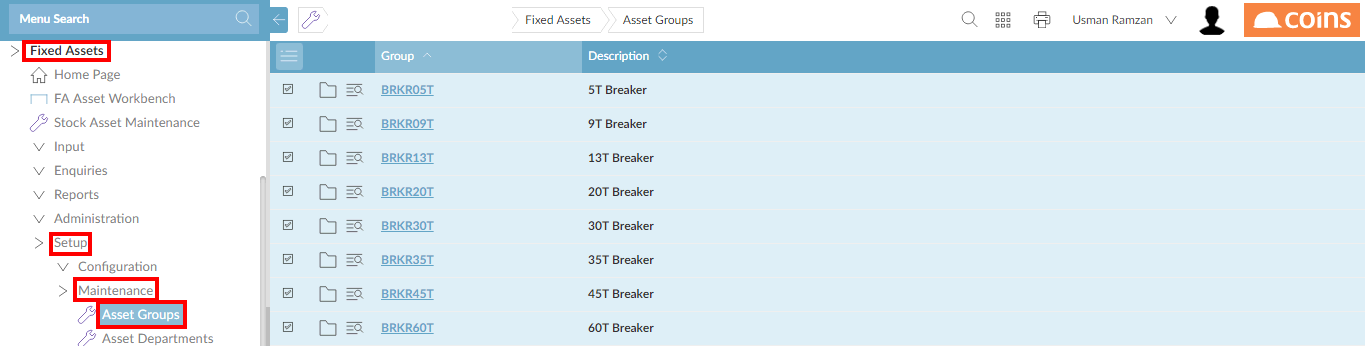 Menu Search
Fixed Assets
Home Page
FA Asset Workbench
Stock Asset Maintenance
Input
Enquiries
Reports
Administration
Setup
Configuration
Maintenance
Asset Groups
Asset Departments
Fixed Assets Asset Groups
Usman Ramzan
coins
Group Description
BRKR05T 5T Breaker
BRKR09T 9T Breaker
BRKR13T 13T Breaker
BRKR20T 20T Breaker
BRKR30T 30T Breaker
BRKR35T 35T Breaker
BRKR45T 45T Breaker
BRKR60T 60T Breaker